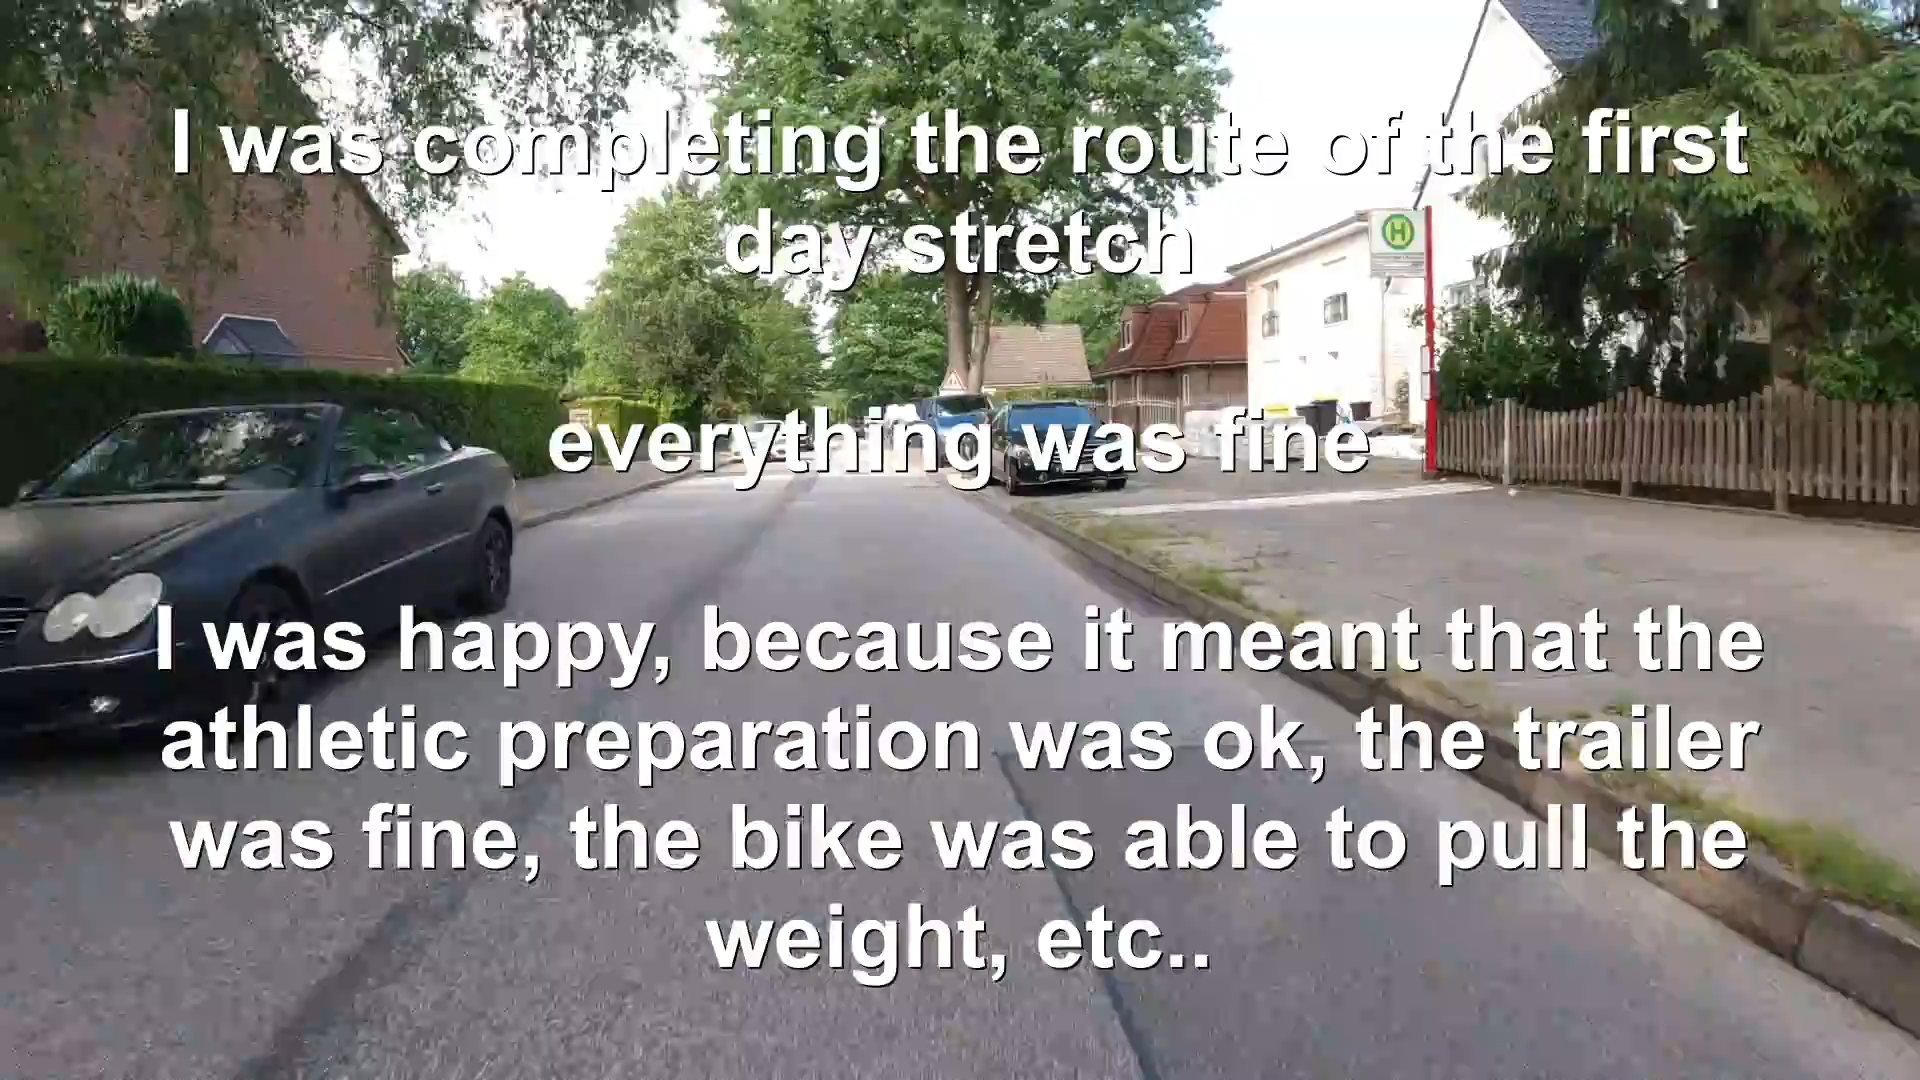 I was completing the route of the first
day stretch
everything was fine
I was happy, because it meant that the
athletic preparation was ok, the trailer
was fine, the bike was able to pull the
weight, etc..
H